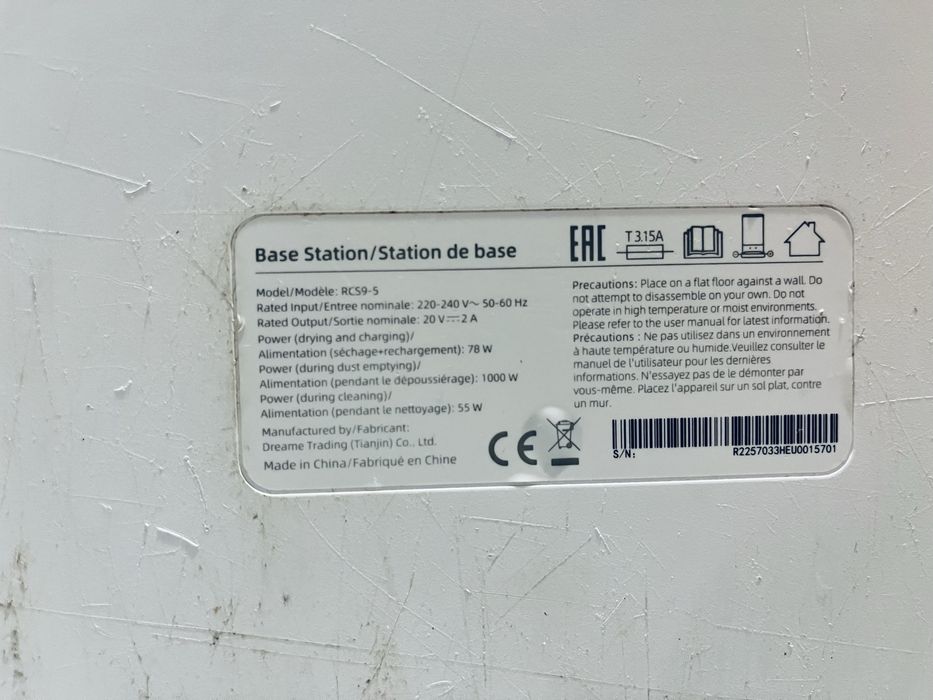 Base Station/Station de base
EAC
T 3.15A
Model/Modèle: RCS9-5
Rated Input/Entree nominale: 220-240 V~ 50-60 Hz
Rated Output/Sortie nominale: 20 V⎓2 A
Power (drying and charging)/
Alimentation (séchage+rechargement): 78 W
Power (during dust emptying)/
Alimentation (pendant le dépoussiérage): 1000 W
Power (during cleaning)/
Alimentation (pendant le nettoyage): 55 W
Manufactured by/Fabricant:
Dreame Trading (Tianjin) Co., Ltd.
Made in China/Fabriqué en Chine
CE
Precautions: Place on a flat floor against a wall. Do
not attempt to disassemble on your own. Do not
operate in high temperature or moist environments.
Please refer to the user manual for latest information.
Précautions : Ne pas utilisez dans un environnement
à haute température ou humide.Veuillez consulter le
manuel de l'utilisateur pour les dernières
informations. N'essayez pas de le démonter par
vous-même. Placez l'appareil sur un sol plat, contre
un mur.
S/N: R2257033HEU0015701